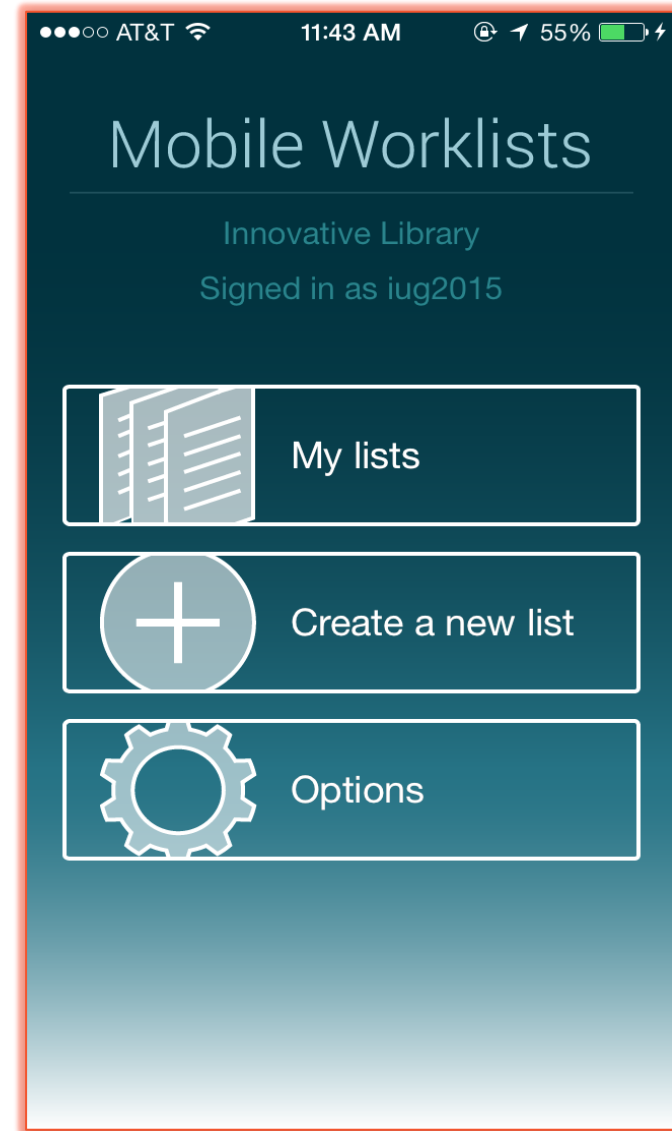 AT&T 11:43 AM 55%
Mobile Worklists
Innovative Library
Signed in as iug2015
My lists
Create a new list
Options